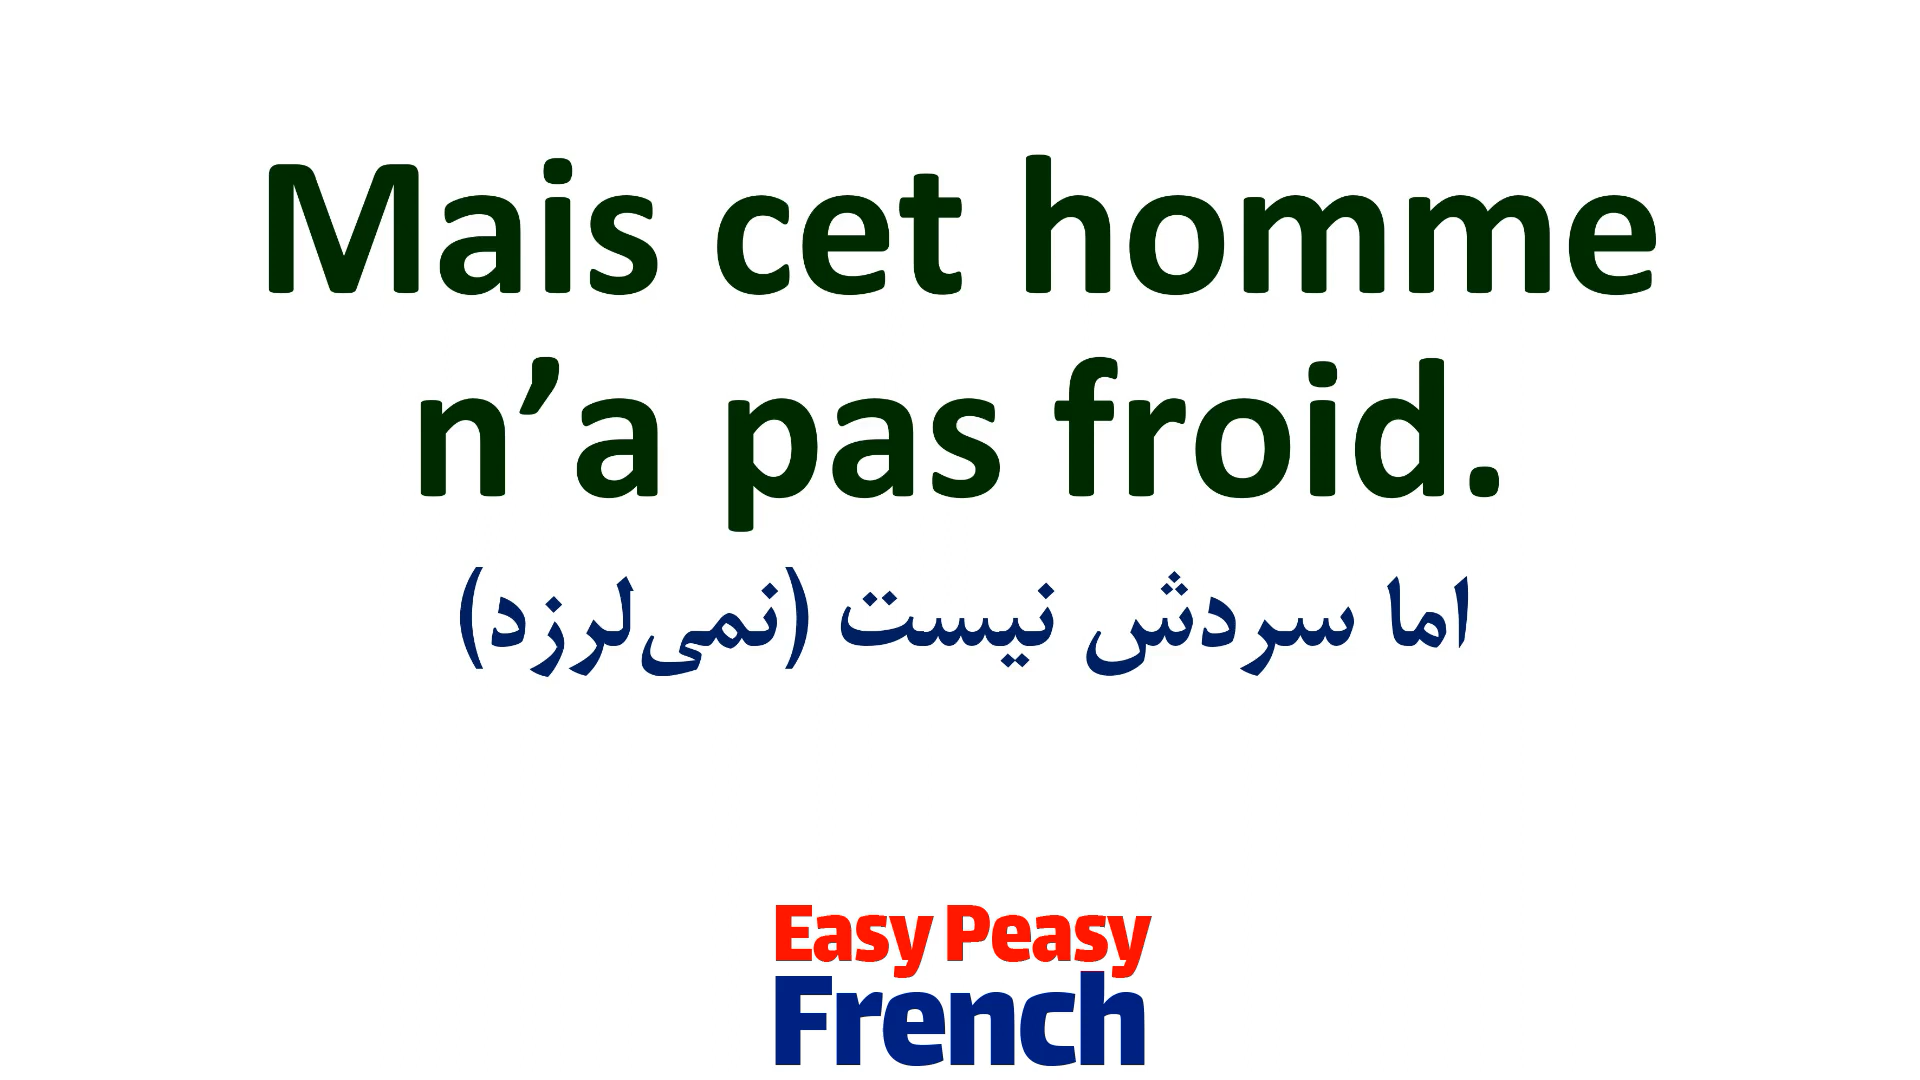 Mais cet homme
n’a pas froid.
اما سردش نیست (نمی‌لرزد)
Easy Peasy
French